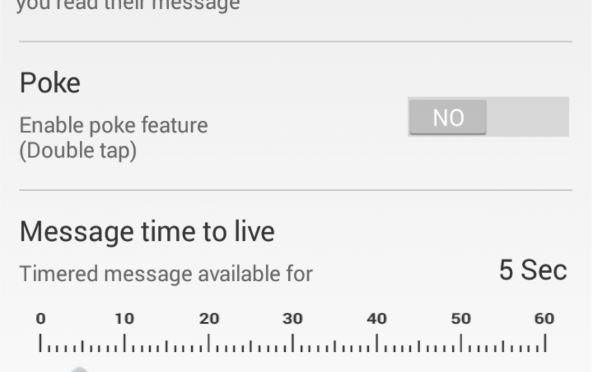 you read their message
Poke
Enable poke feature
(Double tap)
NO
Message time to live
Timered message available for
5 Sec
0 10 20 30 40 50 60